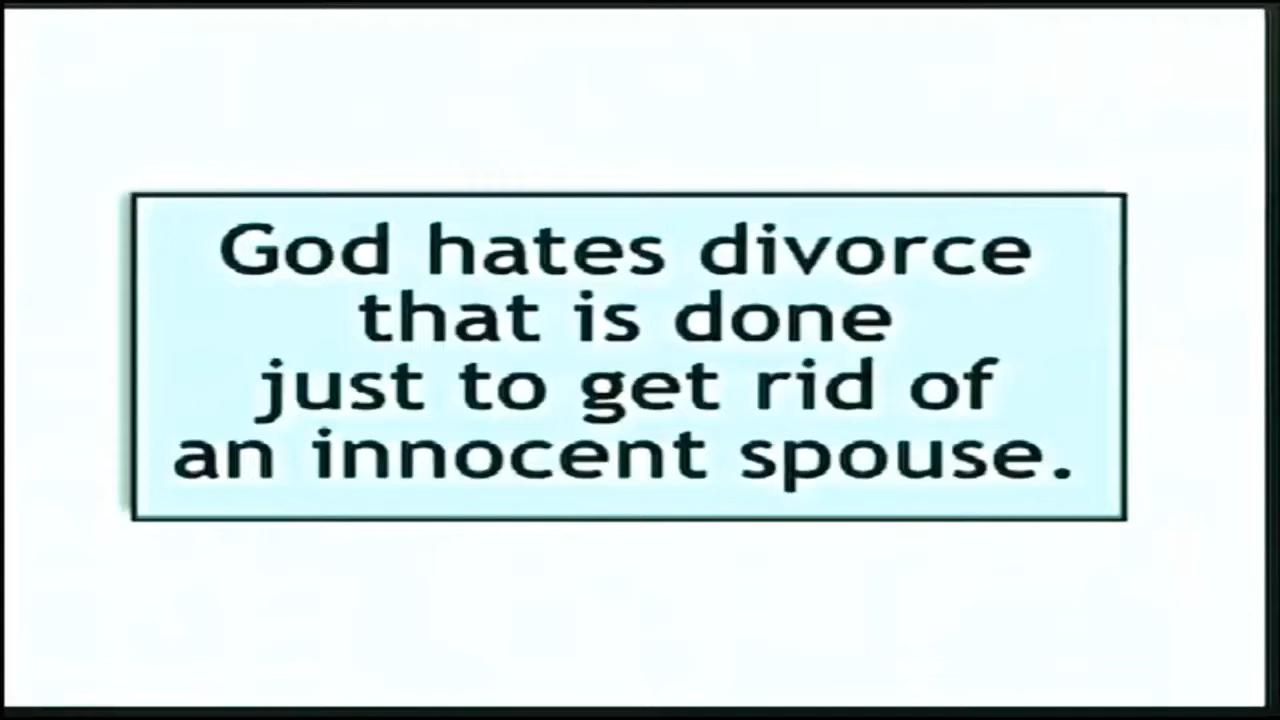 God hates divorce
that is done
just to get rid of
an innocent spouse.